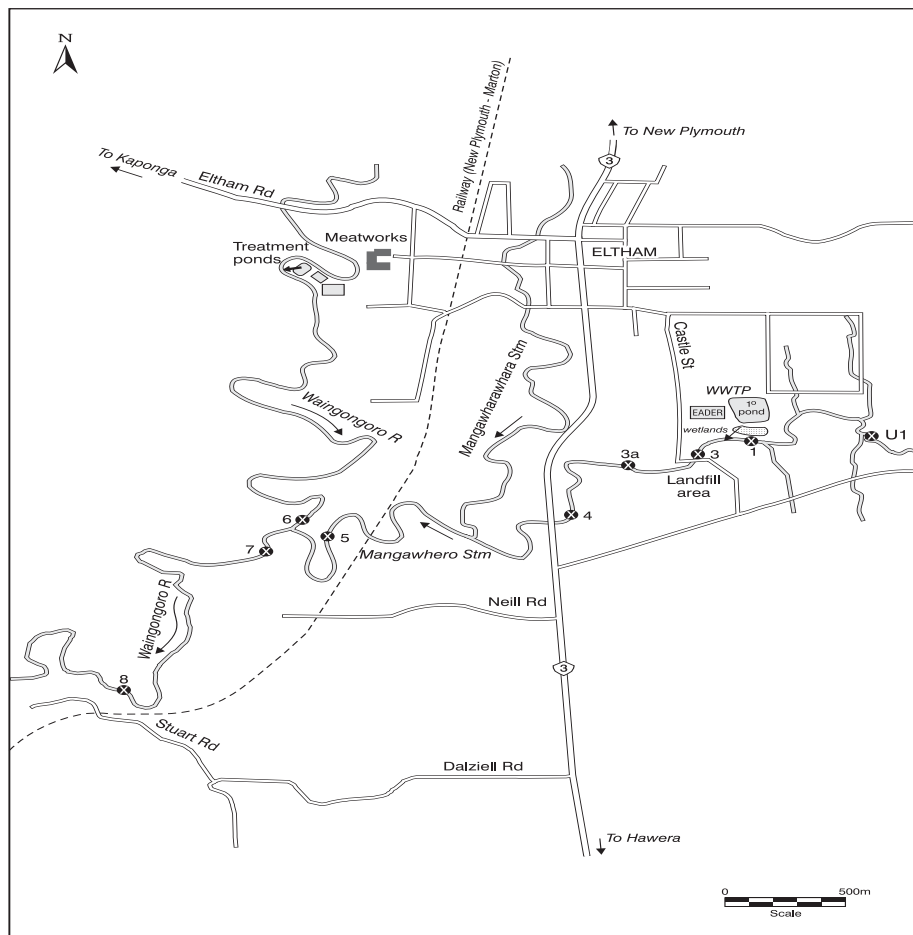 N
To New Plymouth
3
Railway (New Plymouth - Marton)
To Kaponga
Eltham Rd
Meatworks
Treatment
ponds
ELTHAM
Castle St
Mangawharawhara Stm
WWTP
1o
pond
EADER
wetlands
Waingongoro R
U1
1
3
3a
Landfill
area
4
6
5
7
Mangawhero Stm
Neill Rd
Waingongoro R
3
8
Stuart Rd
Dalziell Rd
To Hawera
0 500m
Scale